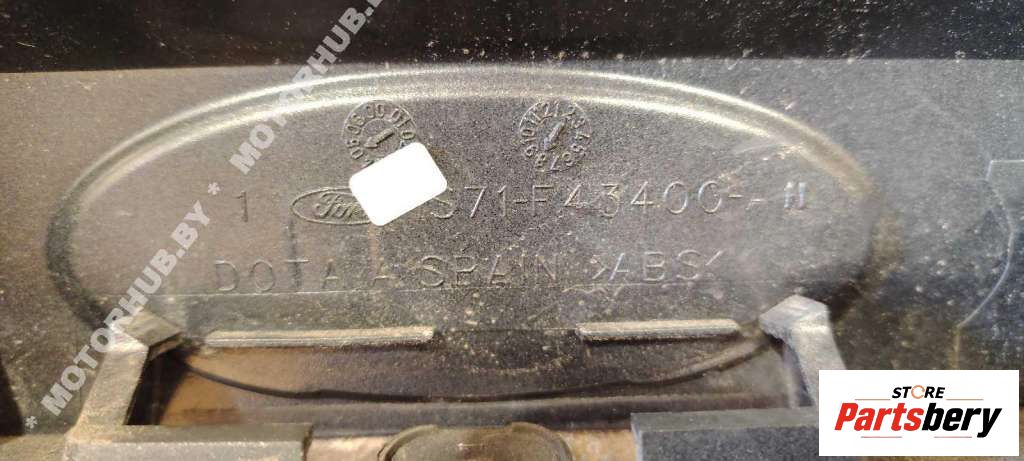 * MOTORHUB.BY * MOTORHUB.BY *
1 Ford S71-F43400-A
DOTA A SPAIN >ABS<
STORE
Partsbery